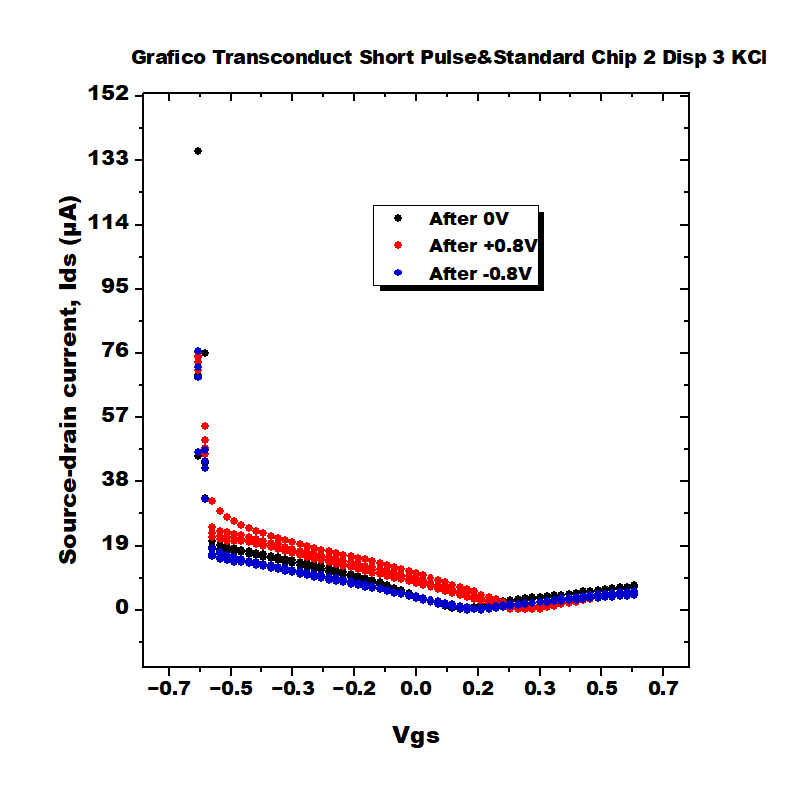 Grafico Transconduct Short Pulse&Standard Chip 2 Disp 3 KCl
152
133
114
95
76
57
38
19
0
Source-drain current, Ids (µA)
After 0V
After +0.8V
After -0.8V
−0.7 −0.5 −0.3 −0.2 0.0 0.2 0.3 0.5 0.7
Vgs